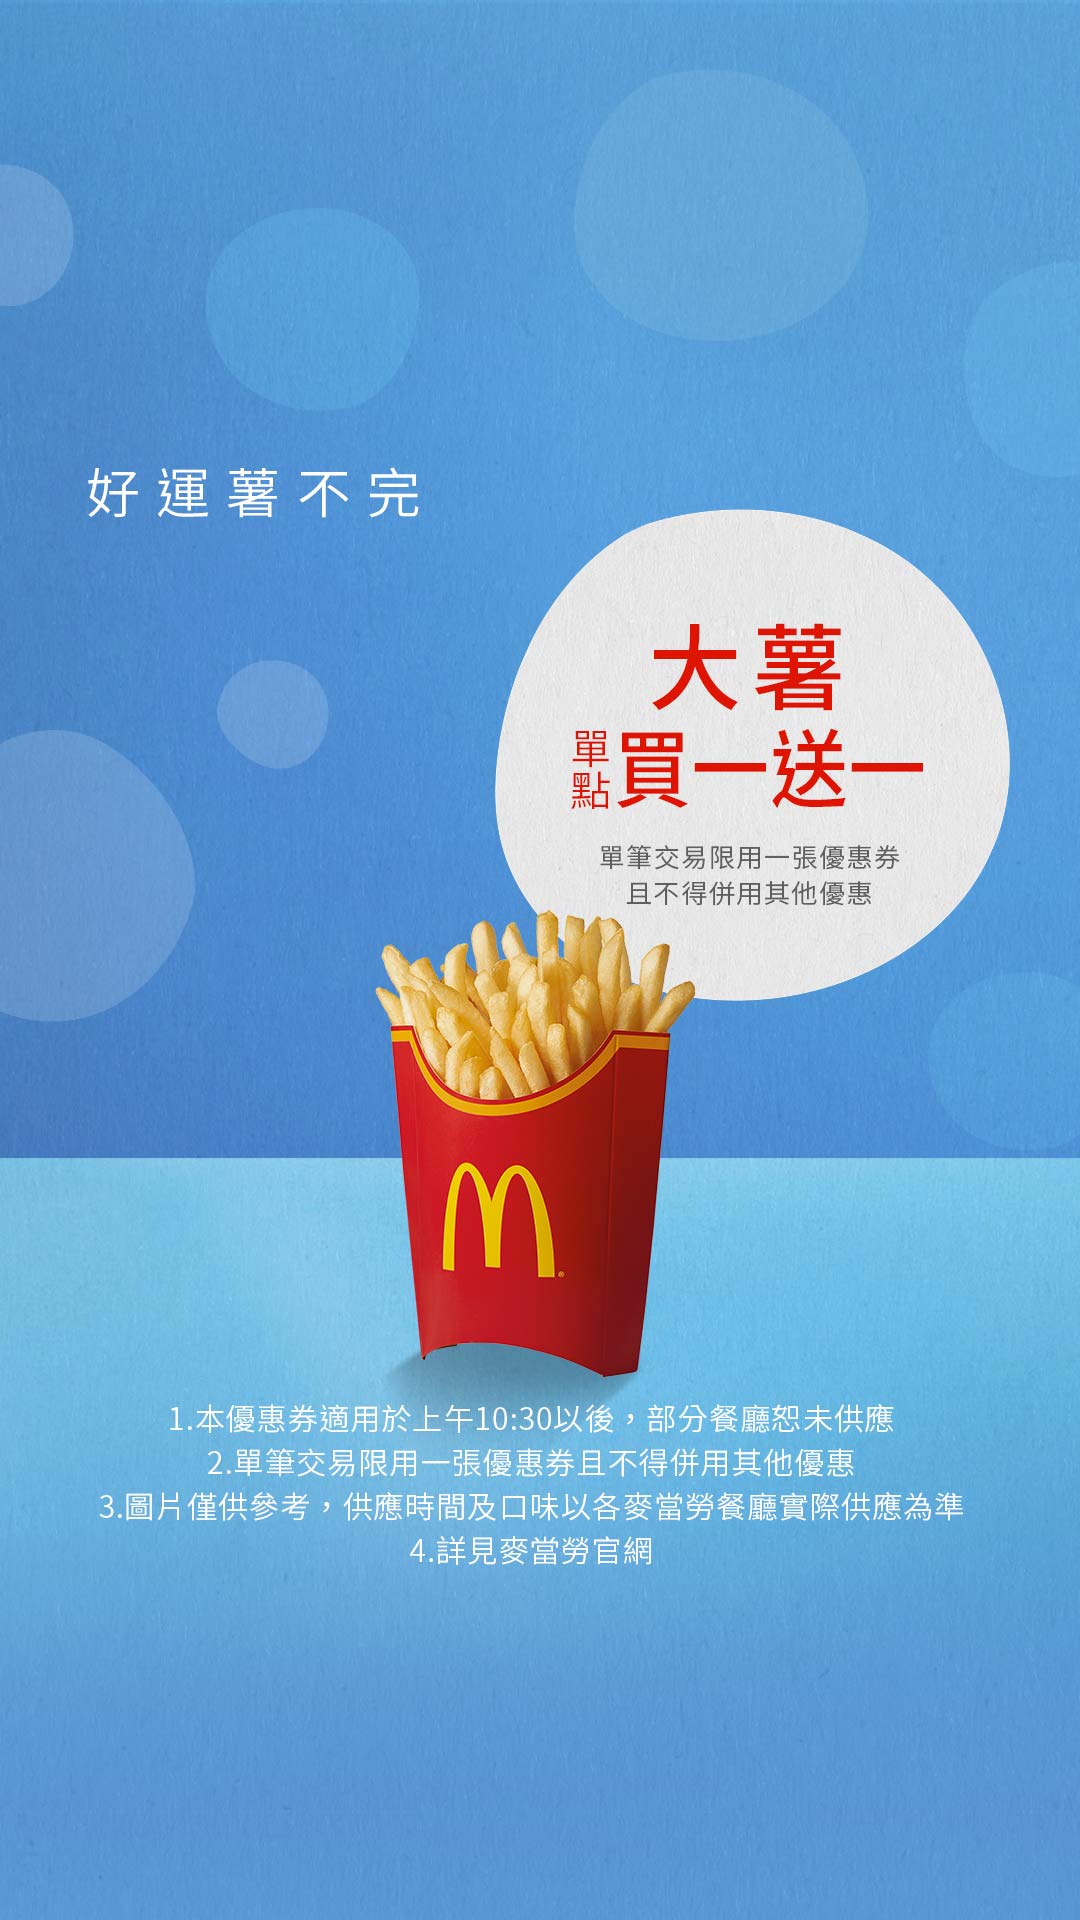 好運薯不完
大薯
單點買一送一
單筆交易限用一張優惠券
且不得併用其他優惠
1.本優惠券適用於上午10:30以後，部分餐廳恕未供應
2.單筆交易限用一張優惠券且不得併用其他優惠
3.圖片僅供參考，供應時間及口味以各麥當勞餐廳實際供應為準
4.詳見麥當勞官網